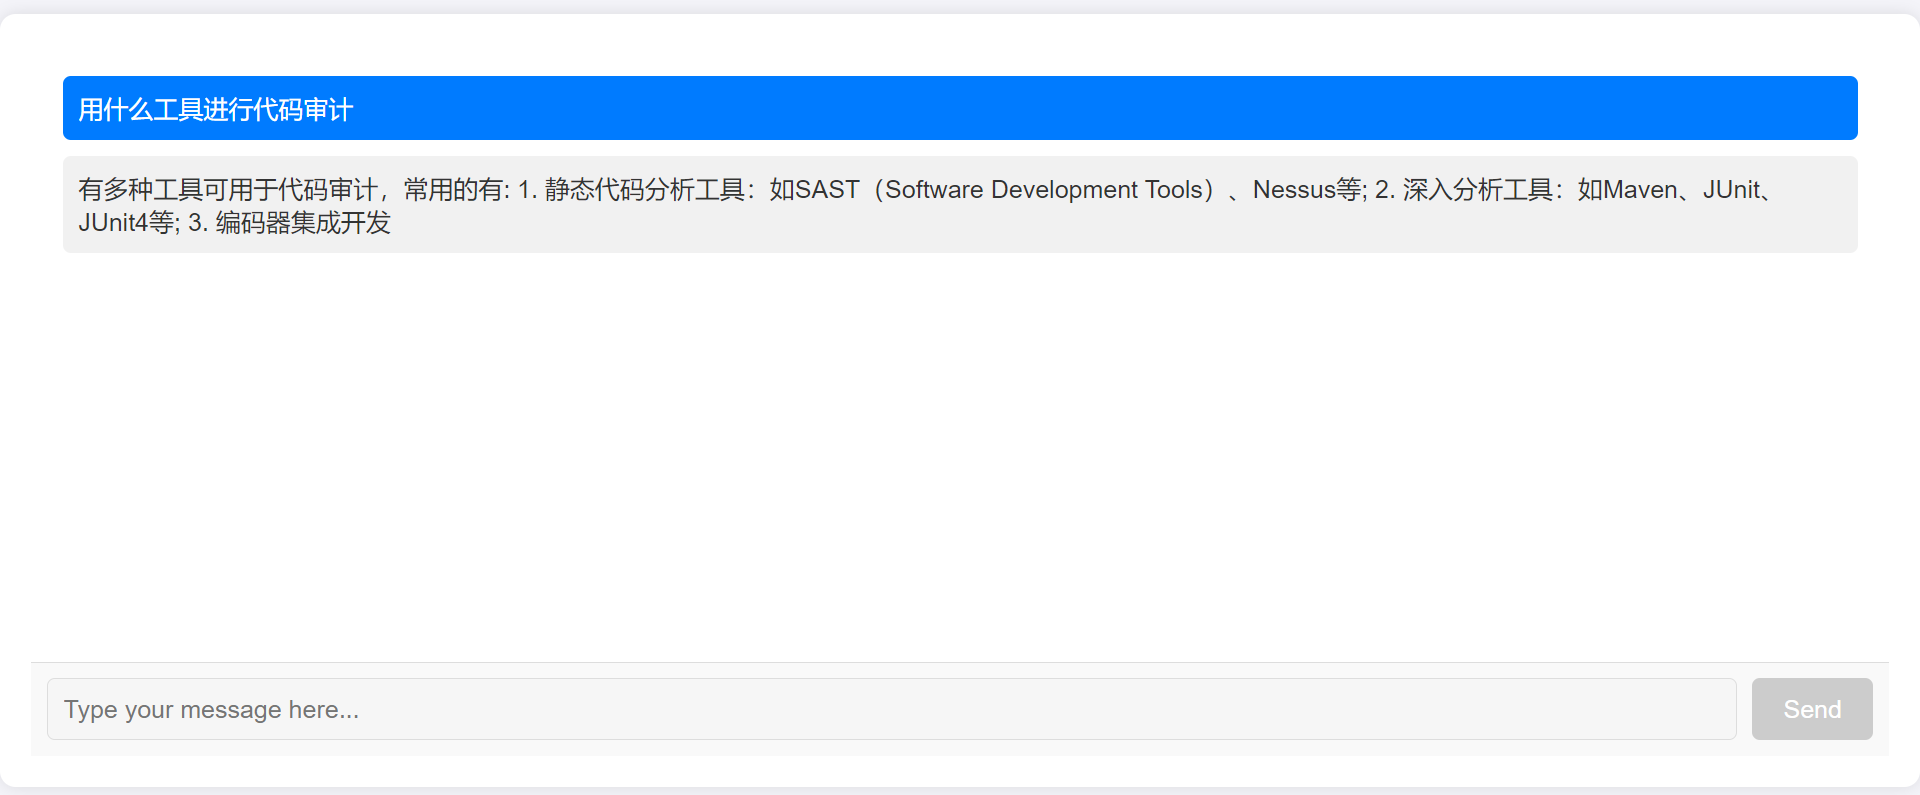 用什么工具进行代码审计
有多种工具可用于代码审计，常用的有: 1. 静态代码分析工具：如SAST（Software Development Tools）、Nessus等; 2. 深入分析工具：如Maven、JUnit、
JUnit4等; 3. 编码器集成开发
Type your message here...
Send